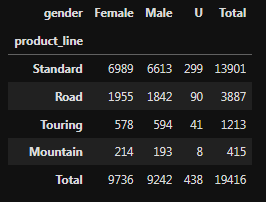 gender Female Male U Total
product_line
Standard 6989 6613 299 13901
Road 1955 1842 90 3887
Touring 578 594 41 1213
Mountain 214 193 8 415
Total 9736 9242 438 19416